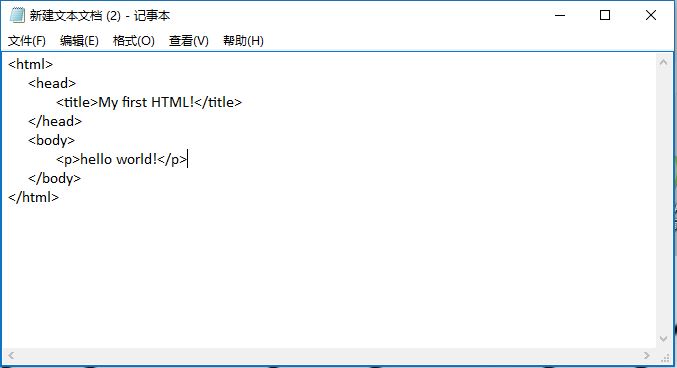 新建文本文档 (2) - 记事本
文件(F) 编辑(E) 格式(O) 查看(V) 帮助(H)
<html>
<head>
<title>My first HTML!</title>
</head>
<body>
<p>hello world!</p>
</body>
</html>